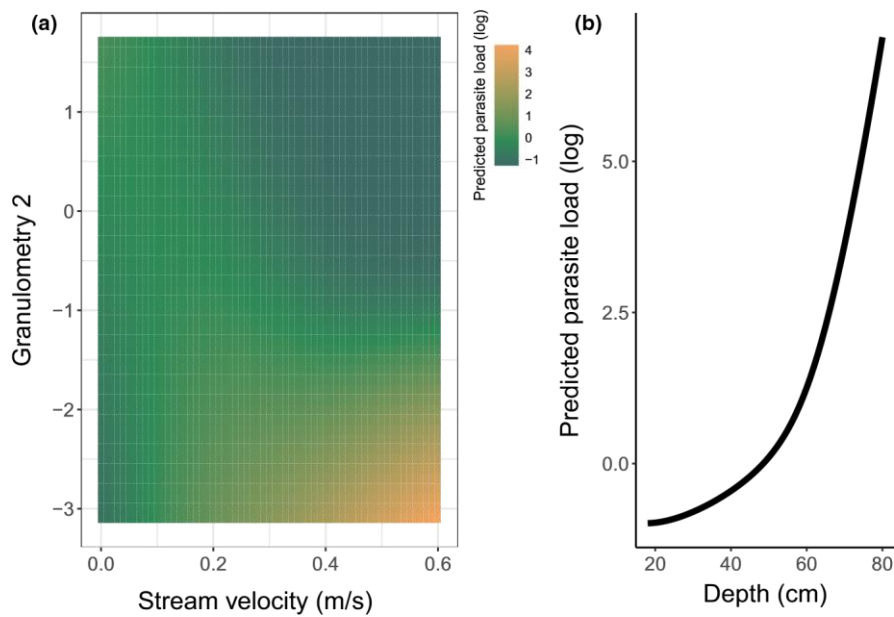 (a)
Granulometry 2
1
0
−1
−2
−3
0.0 0.2 0.4 0.6
Stream velocity (m/s)
Predicted parasite load (log)
4
3
2
1
0
−1
(b)
Predicted parasite load (log)
5.0
2.5
0.0
20 40 60 80
Depth (cm)